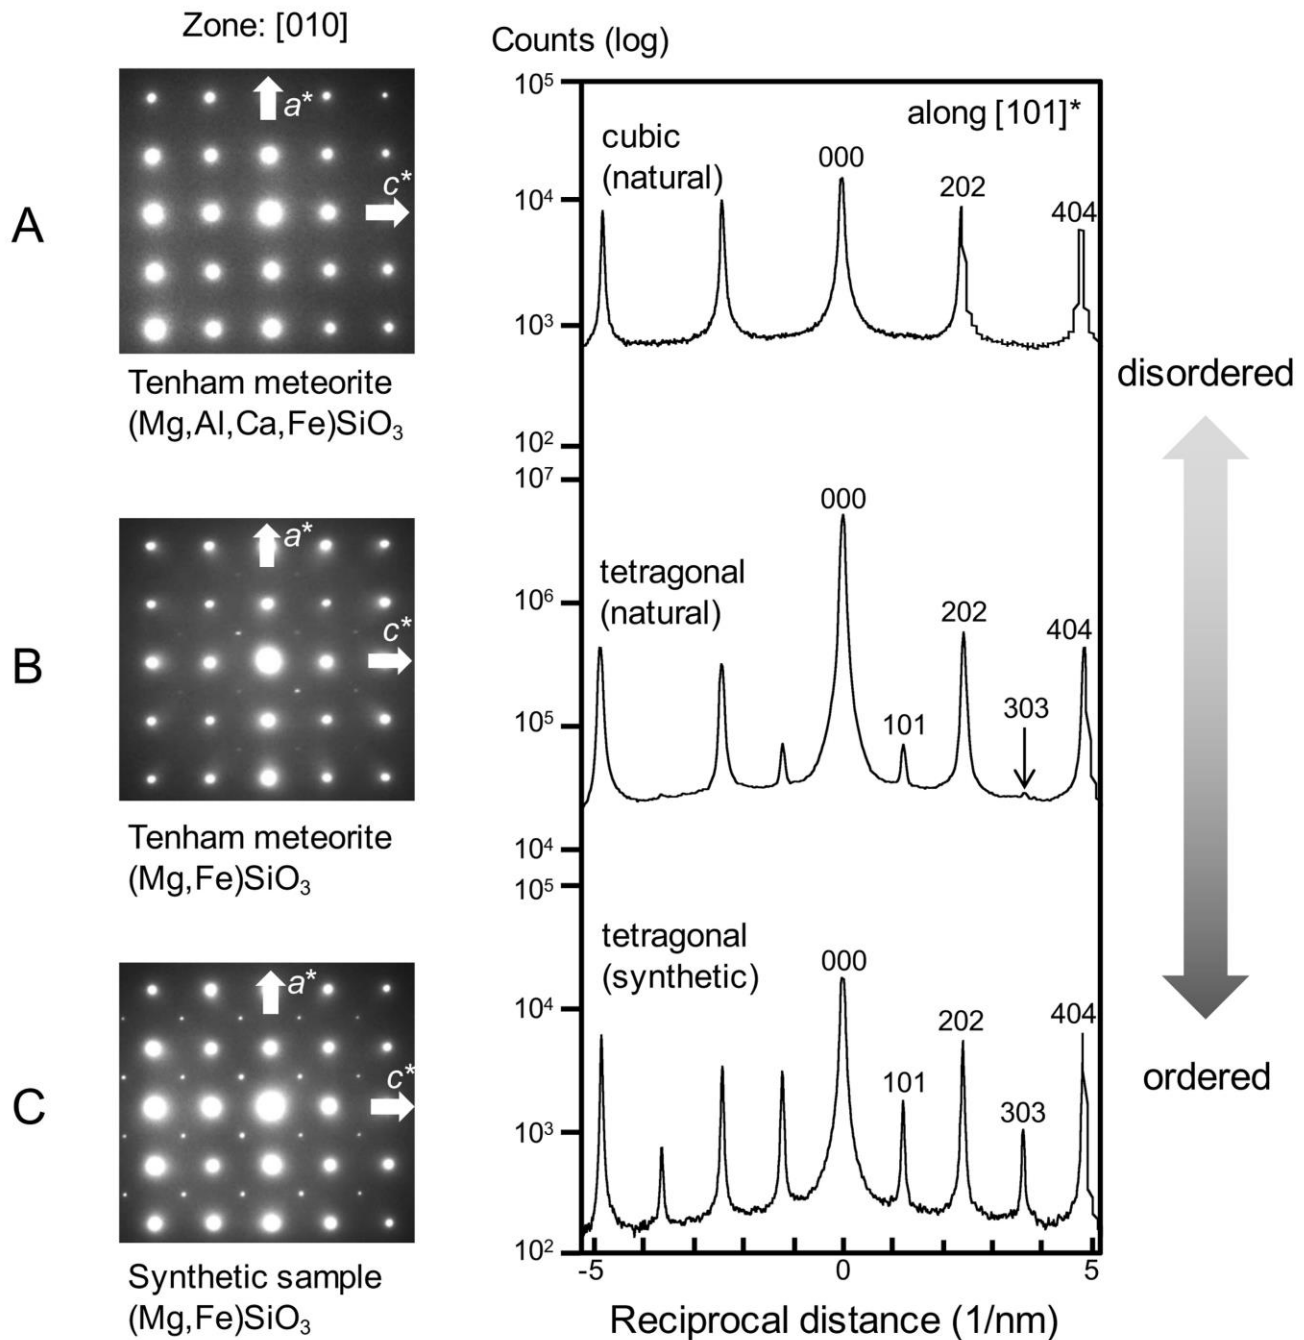 Zone: [010]
Counts (log)
A
a*
c*
Tenham meteorite
(Mg,Al,Ca,Fe)SiO₃
10⁵
10⁴
10³
10²
along [101]*
cubic
(natural)
000
202
404
disordered
B
a*
c*
Tenham meteorite
(Mg,Fe)SiO₃
10⁷
10⁶
10⁵
10⁴
tetragonal
(natural)
000
101
202
303
404
C
a*
c*
Synthetic sample
(Mg,Fe)SiO₃
10⁵
10⁴
10³
10²
tetragonal
(synthetic)
000
101
202
303
404
ordered
-5
0
5
Reciprocal distance (1/nm)